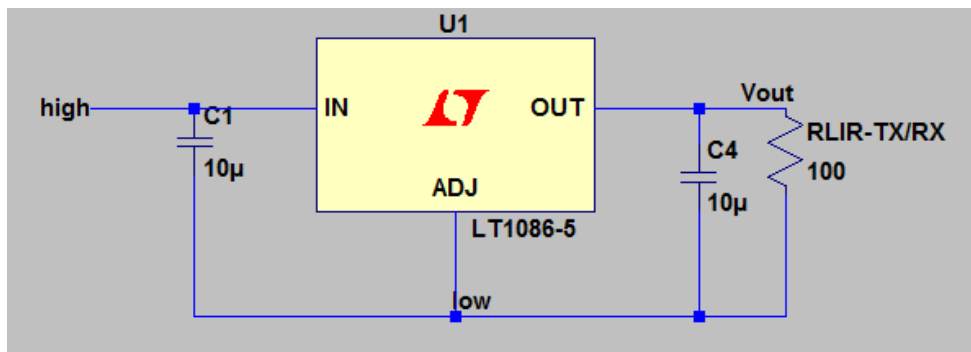 U1
high
C1
10µ
IN
OUT
ADJ
LT1086-5
low
Vout
C4
10µ
RLIR-TX/RX
100